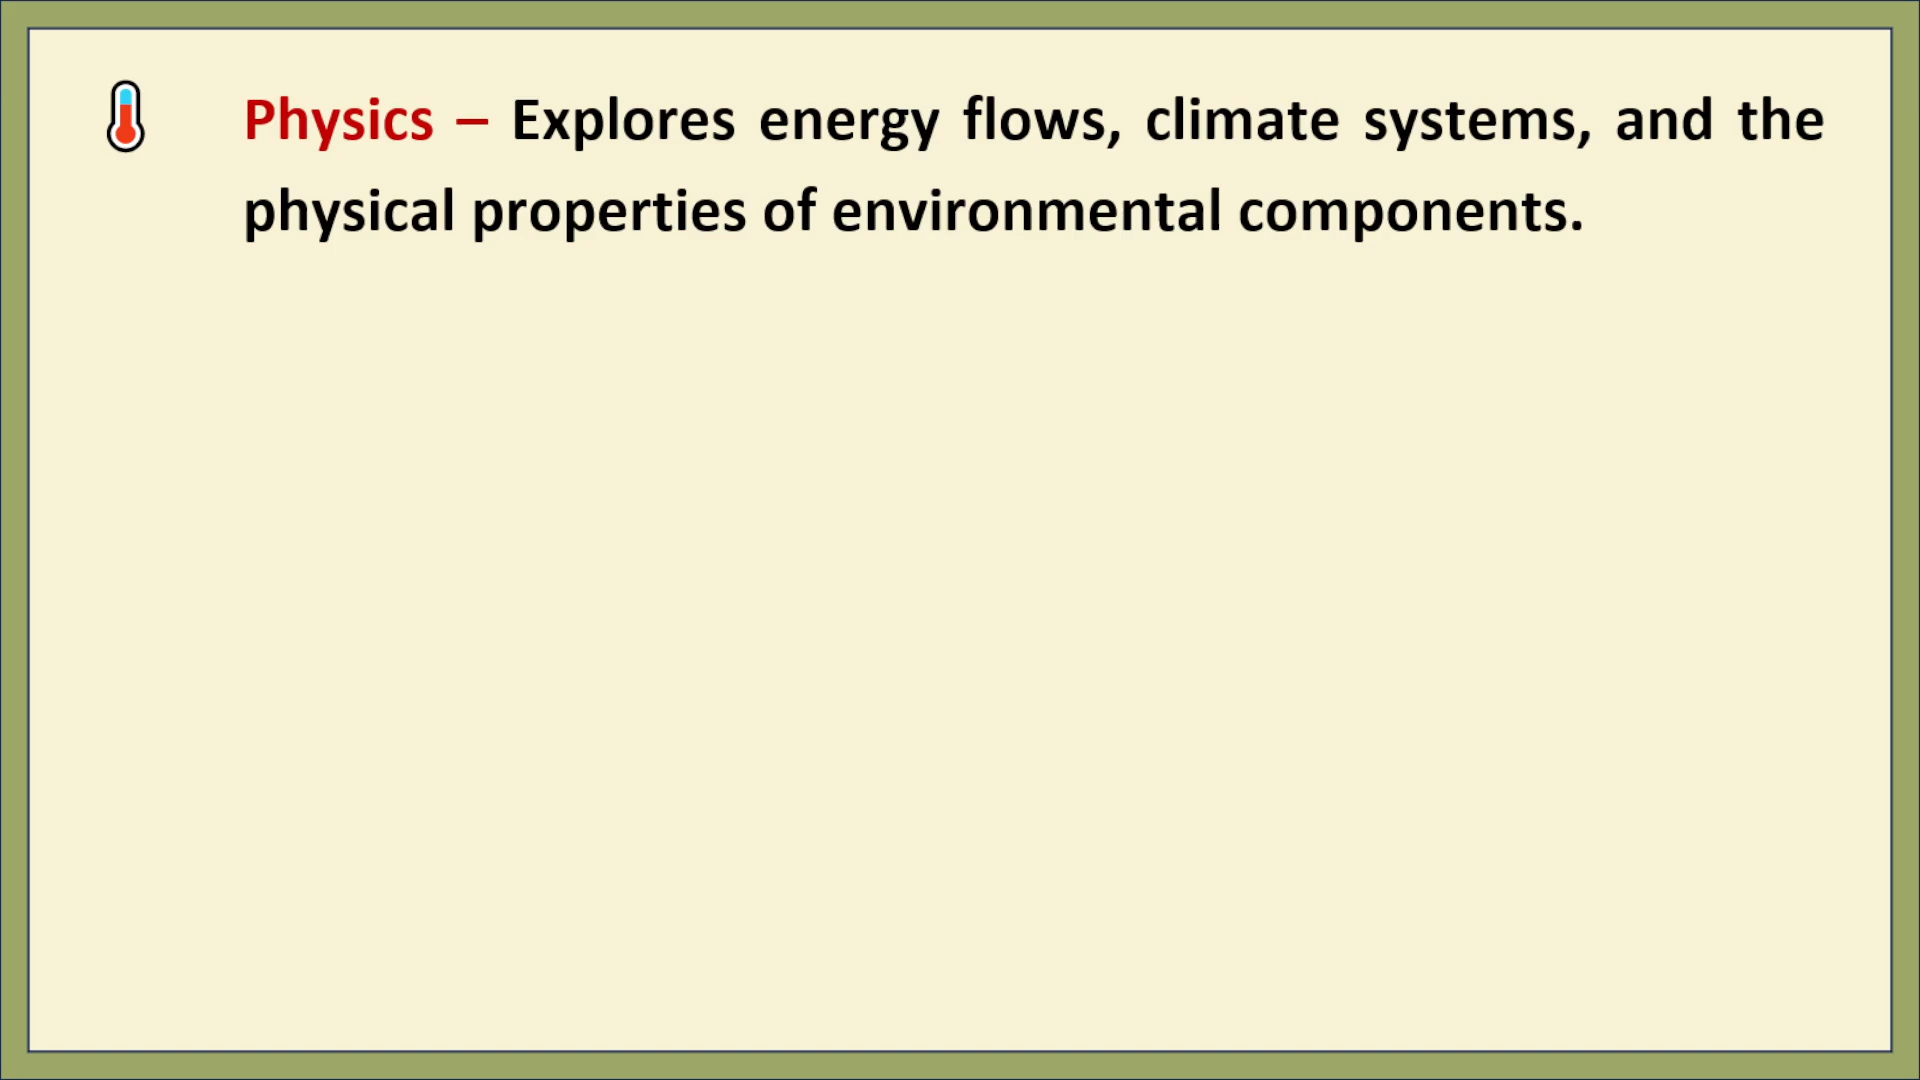 Physics – Explores energy flows, climate systems, and the
physical properties of environmental components.